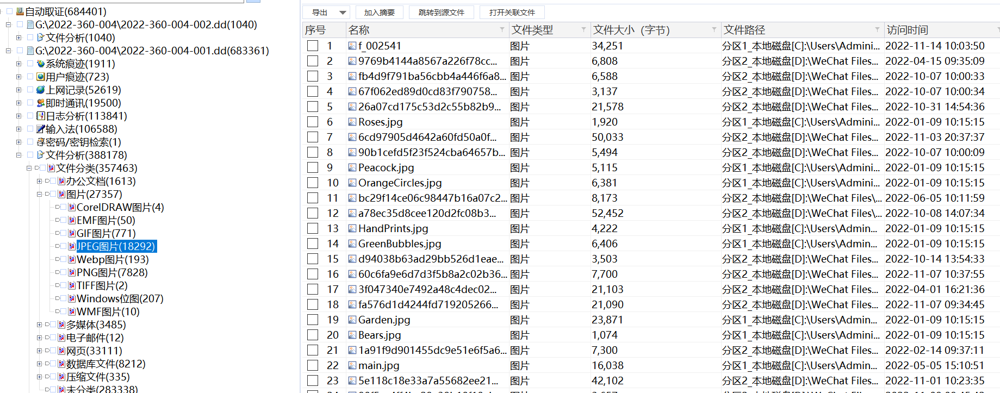 自动取证(684401)
G:\2022-360-004\2022-360-004-002.dd(1040)
文件分析(1040)
G:\2022-360-004\2022-360-004-001.dd(683361)
系统痕迹(1911)
用户痕迹(723)
上网记录(52619)
即时通讯(19500)
日志分析(113841)
输入法(106588)
密码/密钥检索(1)
文件分析(388178)
文件分类(357463)
办公文档(1613)
图片(27357)
CorelDRAW图片(4)
EMF图片(50)
GIF图片(771)
JPEG图片(18292)
Webp图片(193)
PNG图片(7828)
TIFF图片(2)
Windows位图(207)
WMF图片(10)
多媒体(3485)
电子邮件(12)
网页(33111)
数据库文件(8212)
压缩文件(335)
未分类(283338)
导出 加入摘要 跳转到源文件 打开关联文件
序号 名称 文件类型 文件大小（字节） 文件路径 访问时间
1 f_002541 图片 34,251 分区1_本地磁盘[C]:\Users\Admini... 2022-11-14 10:03:50
2 9769b4144a8567a226f78cc... 图片 6,808 分区2_本地磁盘[D]:\WeChat Files... 2022-04-15 09:35:09
3 fb4d9f791ba56cbb4a446f6a8... 图片 6,588 分区2_本地磁盘[D]:\WeChat Files... 2022-10-07 10:00:33
4 67f062ed89d0cd83f790758... 图片 3,137 分区2_本地磁盘[D]:\WeChat Files... 2022-10-07 10:00:34
5 26a07cd175c53d2c55b82b9... 图片 21,578 分区2_本地磁盘[D]:\WeChat Files... 2022-10-31 14:54:36
6 Roses.jpg 图片 1,920 分区1_本地磁盘[C]:\Users\Admini... 2022-01-09 10:15:15
7 6cd97905d4642a60fd50a0f... 图片 50,033 分区2_本地磁盘[D]:\WeChat Files... 2022-11-03 20:37:37
8 90b1cefd5f23f524cba64657b... 图片 5,494 分区2_本地磁盘[D]:\WeChat Files... 2022-10-07 10:00:09
9 Peacock.jpg 图片 5,115 分区1_本地磁盘[C]:\Users\Admini... 2022-01-09 10:15:15
10 OrangeCircles.jpg 图片 6,381 分区1_本地磁盘[C]:\Users\Admini... 2022-01-09 10:15:15
11 bc29f14ce06c98447b16a07c2... 图片 8,173 分区2_本地磁盘[D]:\WeChat Files\... 2022-06-05 10:11:59
12 a78ec35d8cee120d2fc08b3... 图片 52,452 分区2_本地磁盘[D]:\WeChat Files\... 2022-10-08 14:07:34
13 HandPrints.jpg 图片 4,222 分区1_本地磁盘[C]:\Users\Admini... 2022-01-09 10:15:15
14 GreenBubbles.jpg 图片 6,406 分区1_本地磁盘[C]:\Users\Admini... 2022-01-09 10:15:15
15 d94038b63ad29bb526d1eae... 图片 3,503 分区2_本地磁盘[D]:\WeChat Files... 2022-10-14 13:54:33
16 60c6fa9e6d7d3f5b8a2c02b36... 图片 7,700 分区2_本地磁盘[D]:\WeChat Files... 2022-11-07 10:37:55
17 3f047340e7492a48c4dec02... 图片 21,103 分区2_本地磁盘[D]:\WeChat Files... 2022-04-01 16:21:36
18 fa576d1d4244fd719205266... 图片 21,090 分区2_本地磁盘[D]:\WeChat Files... 2022-11-07 09:34:45
19 Garden.jpg 图片 23,871 分区1_本地磁盘[C]:\Users\Admini... 2022-01-09 10:15:15
20 Bears.jpg 图片 1,074 分区1_本地磁盘[C]:\Users\Admini... 2022-01-09 10:15:15
21 1a91f9d901455dc9e51e6f5a6... 图片 7,300 分区2_本地磁盘[D]:\WeChat Files... 2022-02-14 09:37:11
22 main.jpg 图片 16,038 分区1_本地磁盘[C]:\Users\Admini... 2022-05-05 15:10:51
23 5e118c18e33a7a55682ee21... 图片 42,102 分区2_本地磁盘[D]:\WeChat Files... 2022-11-01 10:23:35